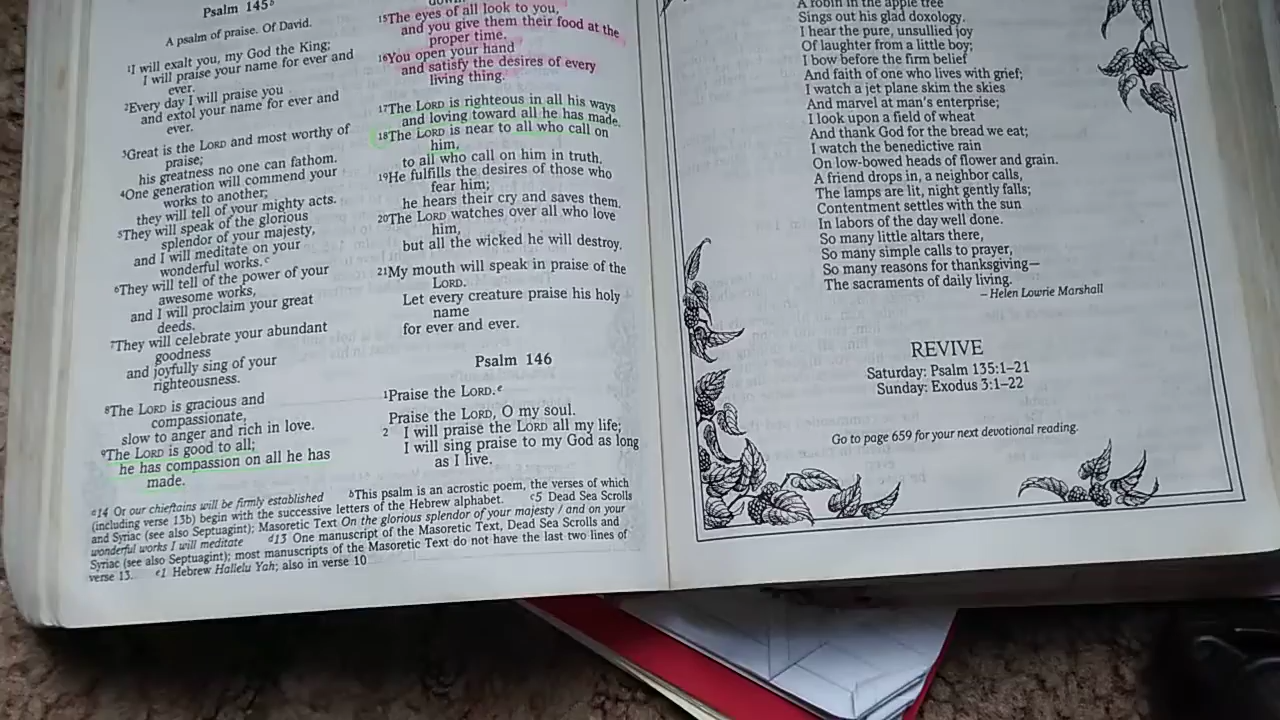 Psalm 145ᵇ
A psalm of praise. Of David.
¹I will exalt you, my God the King;
I will praise your name for ever and
ever.
²Every day I will praise you
and extol your name for ever and
ever.
³Great is the LORD and most worthy of
praise;
his greatness no one can fathom.
⁴One generation will commend your
works to another;
they will tell of your mighty acts.
⁵They will speak of the glorious
splendor of your majesty,
and I will meditate on your
wonderful works.ᶜ
⁶They will tell of the power of your
awesome works,
and I will proclaim your great
deeds.
⁷They will celebrate your abundant
goodness
and joyfully sing of your
righteousness.
⁸The LORD is gracious and
compassionate,
slow to anger and rich in love.
⁹The LORD is good to all;
he has compassion on all he has
made.
¹⁵The eyes of all look to you,
and you give them their food at the
proper time.
¹⁶You open your hand
and satisfy the desires of every
living thing.
¹⁷The LORD is righteous in all his ways
and loving toward all he has made.
¹⁸The LORD is near to all who call on
him,
to all who call on him in truth.
¹⁹He fulfills the desires of those who
fear him;
he hears their cry and saves them.
²⁰The LORD watches over all who love
him,
but all the wicked he will destroy.
²¹My mouth will speak in praise of the
LORD.
Let every creature praise his holy
name
for ever and ever.
Psalm 146
¹Praise the LORD.ᵉ
Praise the LORD, O my soul.
² I will praise the LORD all my life;
I will sing praise to my God as long
as I live.
ᵃ14 Or our chieftains will be firmly established ᵇThis psalm is an acrostic poem, the verses of which
(including verse 13b) begin with the successive letters of the Hebrew alphabet. ᶜ5 Dead Sea Scrolls
and Syriac (see also Septuagint); Masoretic Text On the glorious splendor of your majesty / and on your
wonderful works I will meditate ᵈ13 One manuscript of the Masoretic Text, Dead Sea Scrolls and
Syriac (see also Septuagint); most manuscripts of the Masoretic Text do not have the last two lines of
verse 13. ᵉ1 Hebrew Hallelu Yah; also in verse 10
A robin in the apple tree
Sings out his glad doxology.
I hear the pure, unsullied joy
Of laughter from a little boy;
I bow before the firm belief
And faith of one who lives with grief;
I watch a jet plane skim the skies
And marvel at man's enterprise;
I look upon a field of wheat
And thank God for the bread we eat;
I watch the benedictive rain
On low-bowed heads of flower and grain.
A friend drops in, a neighbor calls,
The lamps are lit, night gently falls;
Contentment settles with the sun
In labors of the day well done.
So many little altars there,
So many simple calls to prayer,
So many reasons for thanksgiving—
The sacraments of daily living.
—Helen Lowrie Marshall
REVIVE
Saturday: Psalm 135:1–21
Sunday: Exodus 3:1–22
Go to page 659 for your next devotional reading.